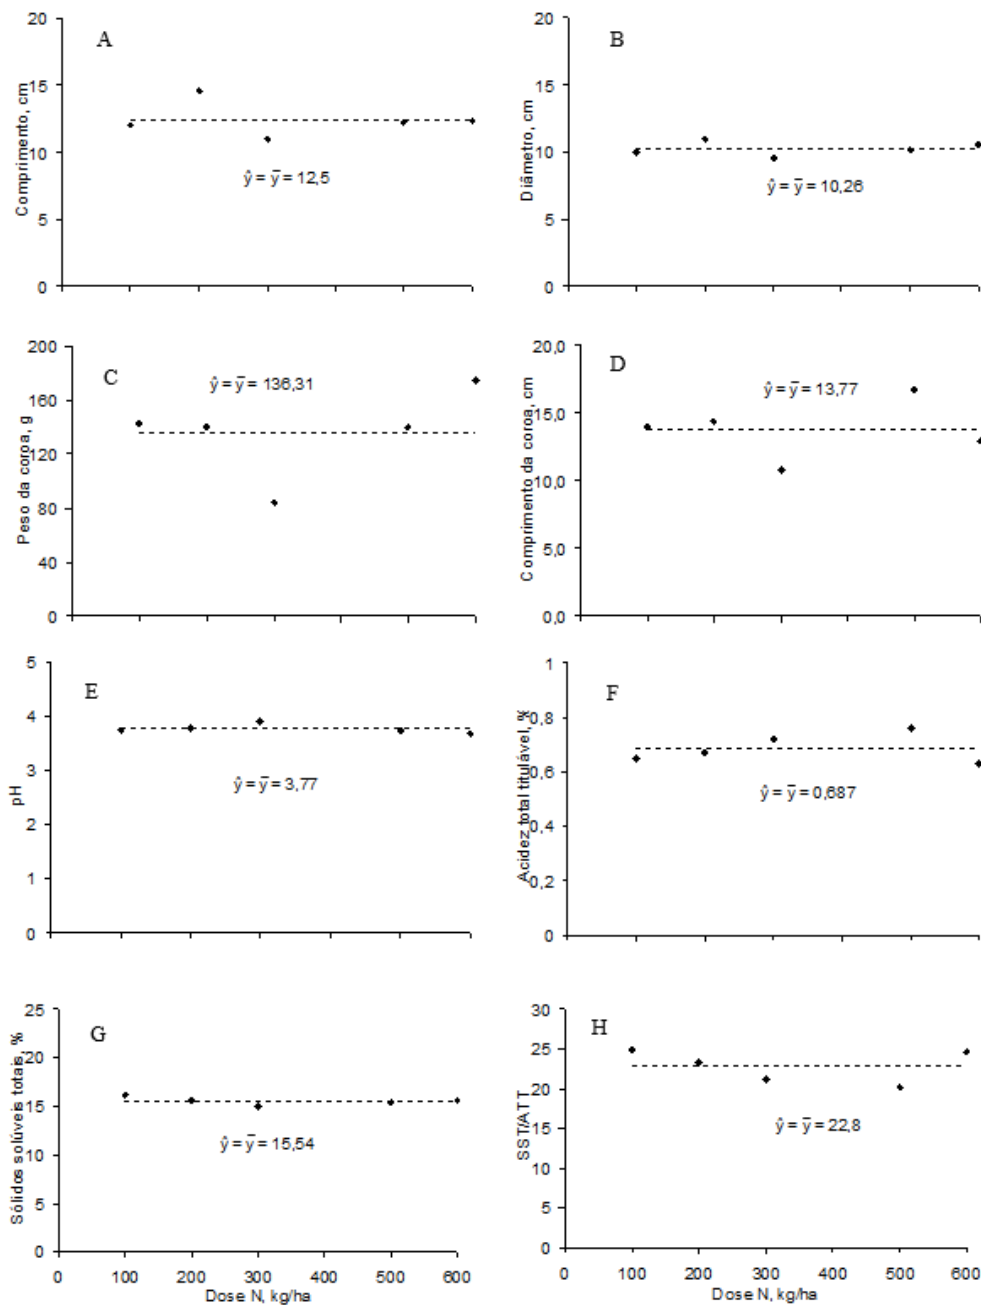 A
Comprimento, cm
20
15
10
5
0
ŷ = ȳ = 12,5
B
Diâmetro, cm
20
15
10
5
0
ŷ = ȳ = 10,26
C
Peso da coroa, g
200
160
120
80
40
0
ŷ = ȳ = 136,31
D
Comprimento da coroa, cm
20,0
15,0
10,0
5,0
0,0
ŷ = ȳ = 13,77
E
pH
5
4
3
2
1
0
ŷ = ȳ = 3,77
F
Acidez total titulável, %
1
0,8
0,6
0,4
0,2
0
ŷ = ȳ = 0,687
G
Sólidos solúveis totais, %
25
20
15
10
5
0
ŷ = ȳ = 15,54
0 100 200 300 400 500 600
Dose N, kg/ha
H
SST/ATT
30
25
20
15
10
5
0
ŷ = ȳ = 22,8
0 100 200 300 400 500 600
Dose N, kg/ha